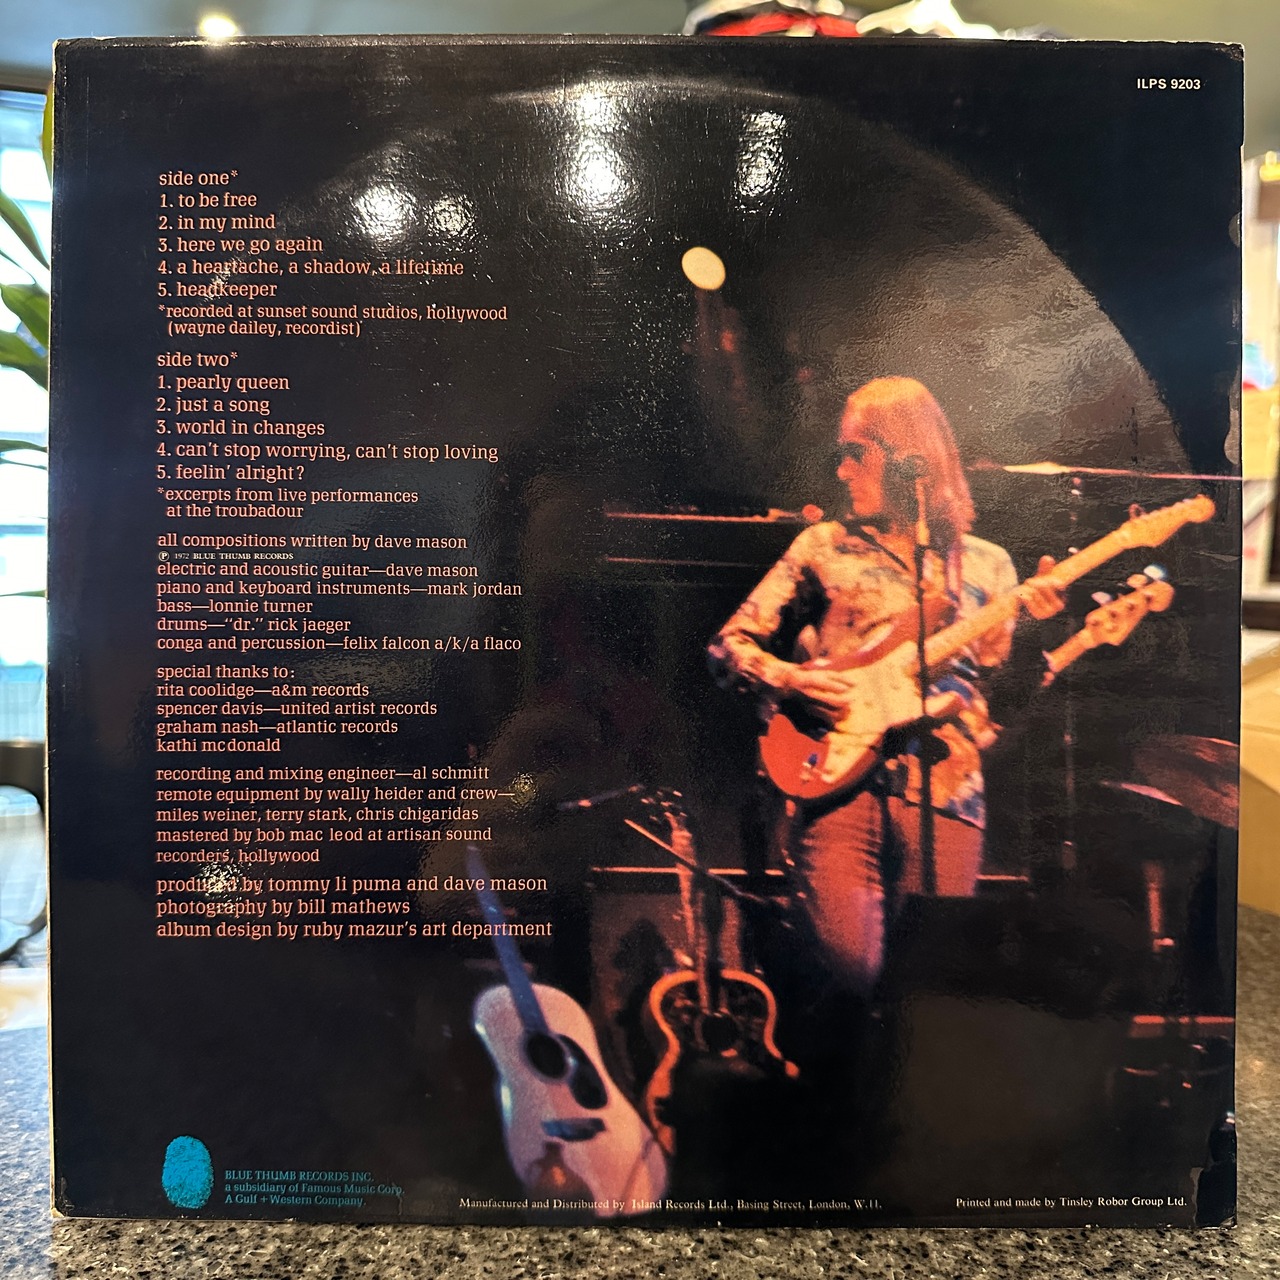 ILPS 9203
side one*
1. to be free
2. in my mind
3. here we go again
4. a heartache, a shadow, a lifetime
5. headkeeper
*recorded at sunset sound studios, hollywood
(wayne dailey, recordist)
side two*
1. pearly queen
2. just a song
3. world in changes
4. can't stop worrying, can't stop loving
5. feelin' alright?
*excerpts from live performances
at the troubadour
all compositions written by dave mason
Ⓟ 1972 BLUE THUMB RECORDS
electric and acoustic guitar—dave mason
piano and keyboard instruments—mark jordan
bass—lonnie turner
drums—"dr." rick jaeger
conga and percussion—felix falcon a/k/a flaco
special thanks to:
rita coolidge—a&m records
spencer davis—united artist records
graham nash—atlantic records
kathi mcdonald
recording and mixing engineer—al schmitt
remote equipment by wally heider and crew—
miles weiner, terry stark, chris chigaridas
mastered by bob mac leod at artisan sound
recorders, hollywood
produced by tommy li puma and dave mason
photography by bill mathews
album design by ruby mazur's art department
BLUE THUMB RECORDS INC.
a subsidiary of Famous Music Corp.
A Gulf + Western Company.
Manufactured and Distributed by Island Records Ltd., Basing Street, London, W.11.
Printed and made by Tinsley Robor Group Ltd.